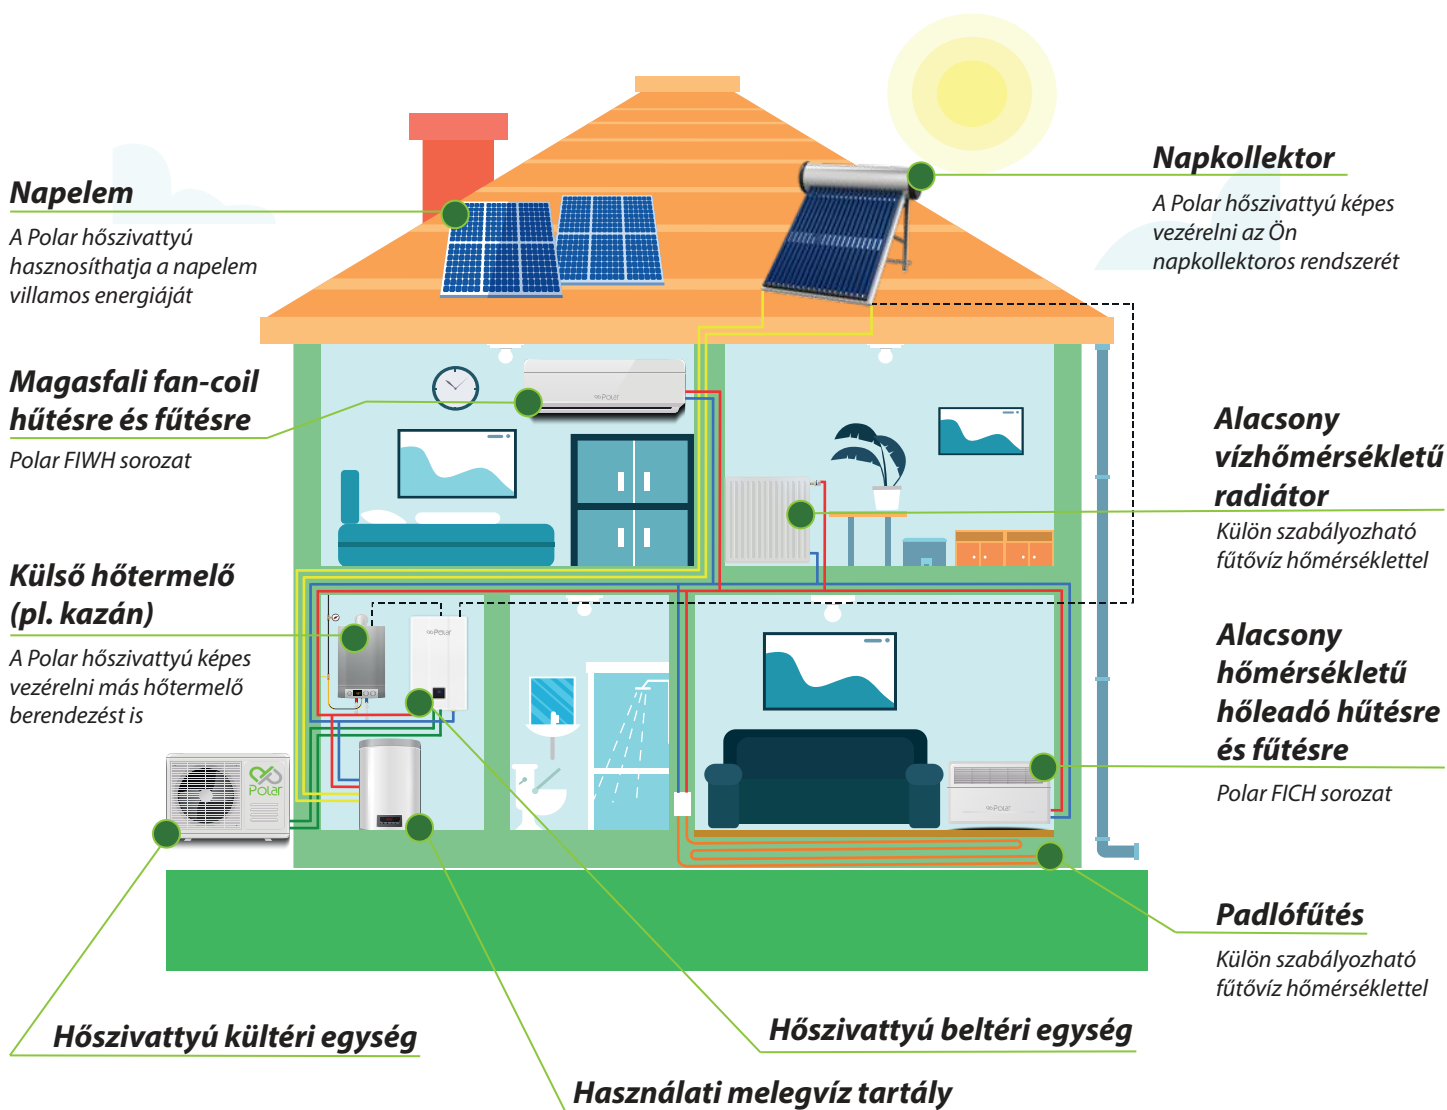 Napelem
A Polar hőszivattyú
hasznosíthatja a napelem
villamos energiáját
Napkollektor
A Polar hőszivattyú képes
vezérelni az Ön
napkollektoros rendszerét
Magasfali fan-coil
hűtésre és fűtésre
Polar FIWH sorozat
Polar
Alacsony
vízhőmérsékletű
radiátor
Külön szabályozható
fűtővíz hőmérséklettel
Külső hőtermelő
(pl. kazán)
A Polar hőszivattyú képes
vezérelni más hőtermelő
berendezést is
Polar
Alacsony
hőmérsékletű
hőleadó hűtésre
és fűtésre
Polar FICH sorozat
Polar
Polar
Padlófűtés
Külön szabályozható
fűtővíz hőmérséklettel
Hőszivattyú kültéri egység
Hőszivattyú beltéri egység
Használati melegvíz tartály